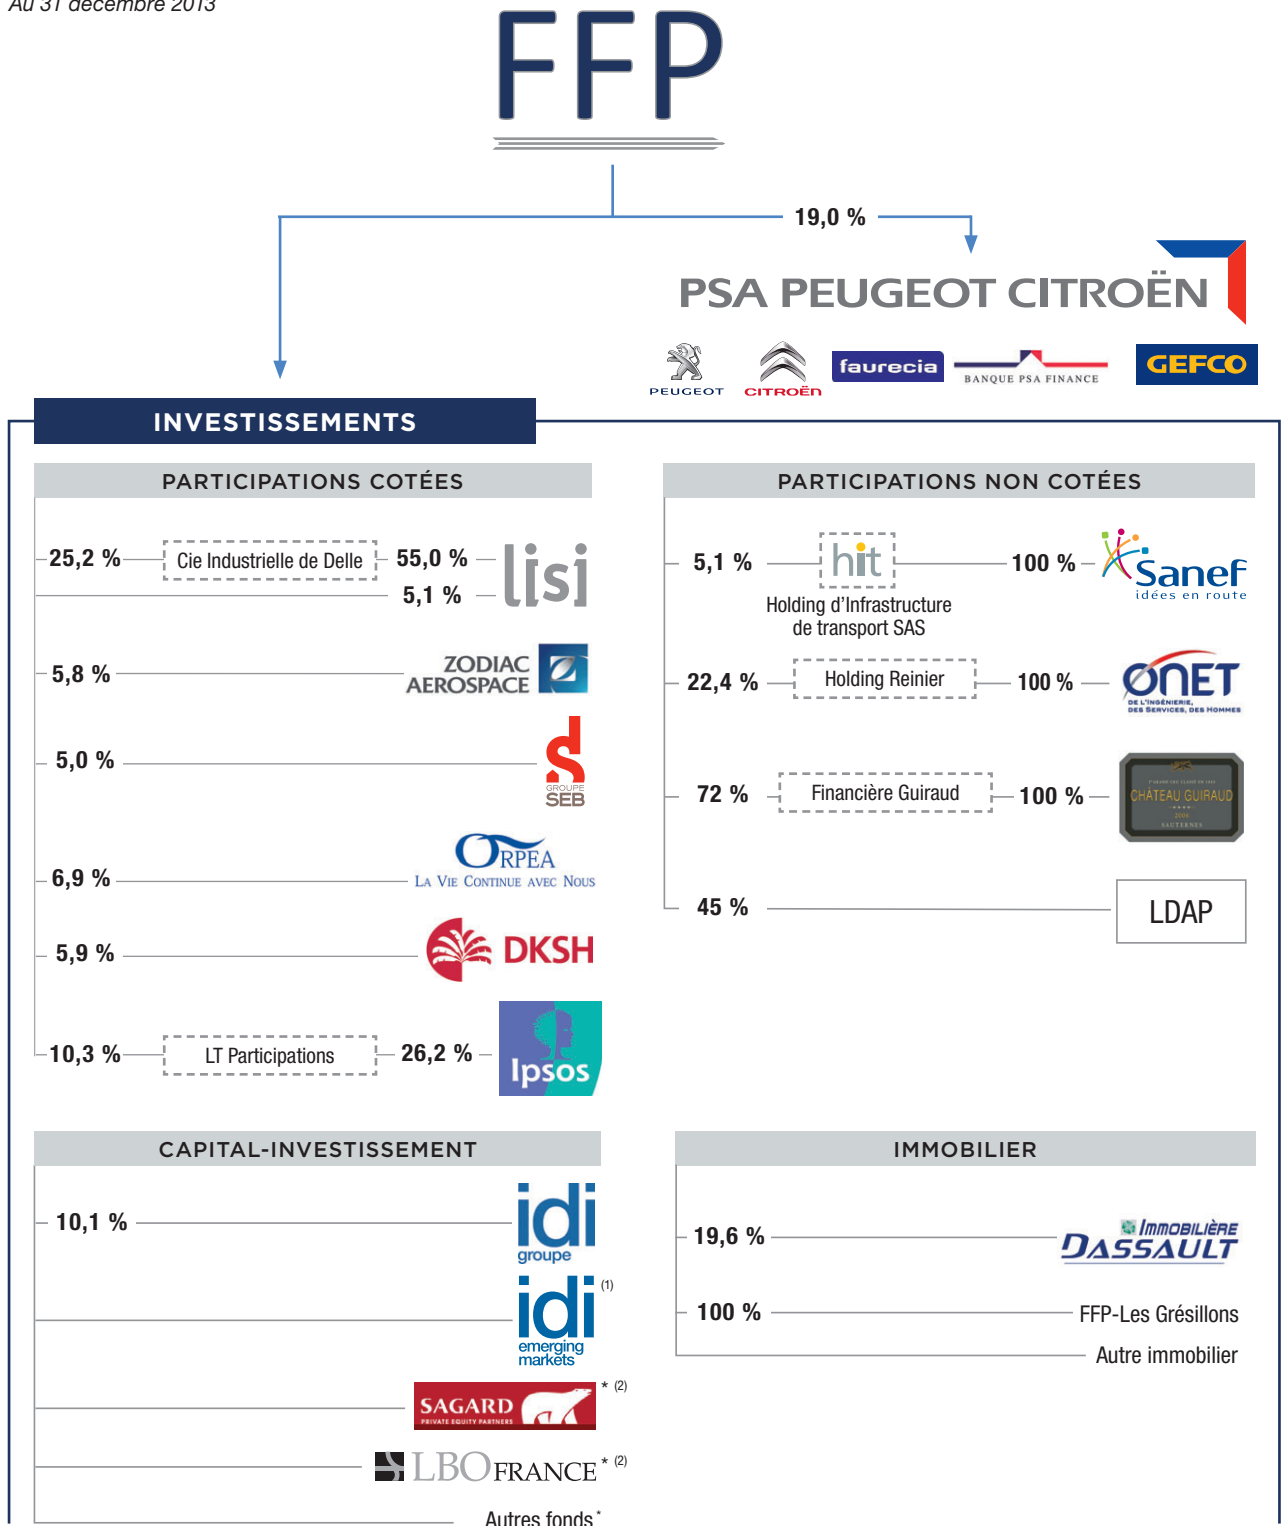 Au 31 décembre 2013
FFP
19,0 %
PSA PEUGEOT CITROËN
PEUGEOT
CITROËN
faurecia
BANQUE PSA FINANCE
GEFCO
INVESTISSEMENTS
PARTICIPATIONS COTÉES
25,2 % Cie Industrielle de Delle 55,0 % lisi
5,1 %
5,8 % ZODIAC
AEROSPACE
5,0 %
GROUPE
SEB
6,9 % ORPEA
LA VIE CONTINUE AVEC NOUS
5,9 % DKSH
10,3 % LT Participations 26,2 % Ipsos
PARTICIPATIONS NON COTÉES
5,1 % hit 100 % Sanef
idées en route
Holding d'Infrastructure
de transport SAS
22,4 % Holding Reinier 100 % ONET
DE L'INGÉNIERIE,
DES SERVICES, DES HOMMES
72 % Financière Guiraud 100 % CHÂTEAU GUIRAUD
2006
SAUTERNES
45 % LDAP
CAPITAL-INVESTISSEMENT
10,1 % idi
groupe
idi (1)
emerging
markets
SAGARD * (2)
PRIVATE EQUITY PARTNERS
LBO FRANCE * (2)
Autres fonds *
IMMOBILIER
19,6 % IMMOBILIÈRE
DASSAULT
100 % FFP-Les Grésillons
Autre immobilier